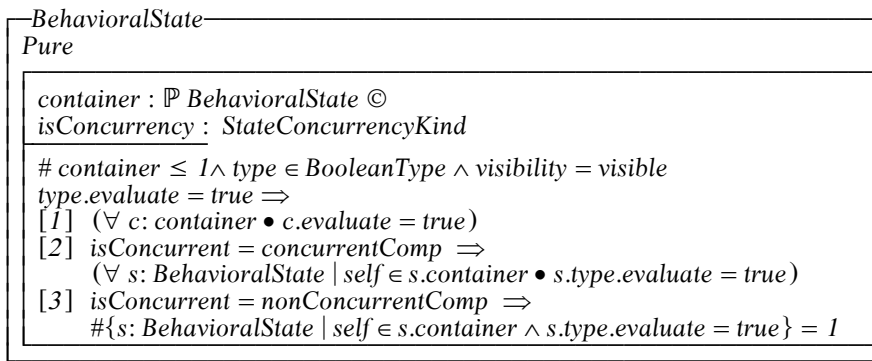 BehavioralState
Pure
container : ℙ BehavioralState ©
isConcurrency : StateConcurrencyKind
# container ≤ 1∧ type ∈ BooleanType ∧ visibility = visible
type.evaluate = true ⟹
[1] (∀ c: container • c.evaluate = true)
[2] isConcurrent = concurrentComp ⟹
(∀ s: BehavioralState | self ∈ s.container • s.type.evaluate = true)
[3] isConcurrent = nonConcurrentComp ⟹
#{s: BehavioralState | self ∈ s.container ∧ s.type.evaluate = true} = 1